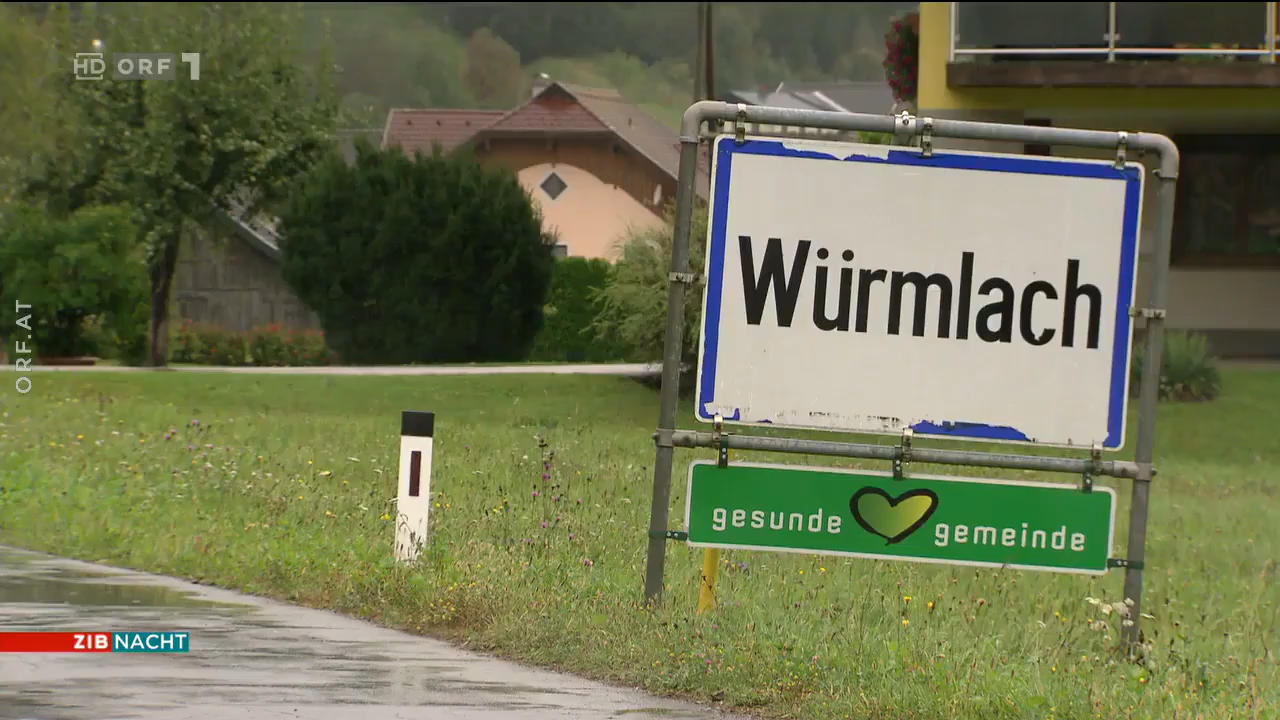 HD ORF 1
Würmlach
ORF.AT
gesunde gemeinde
ZIB NACHT